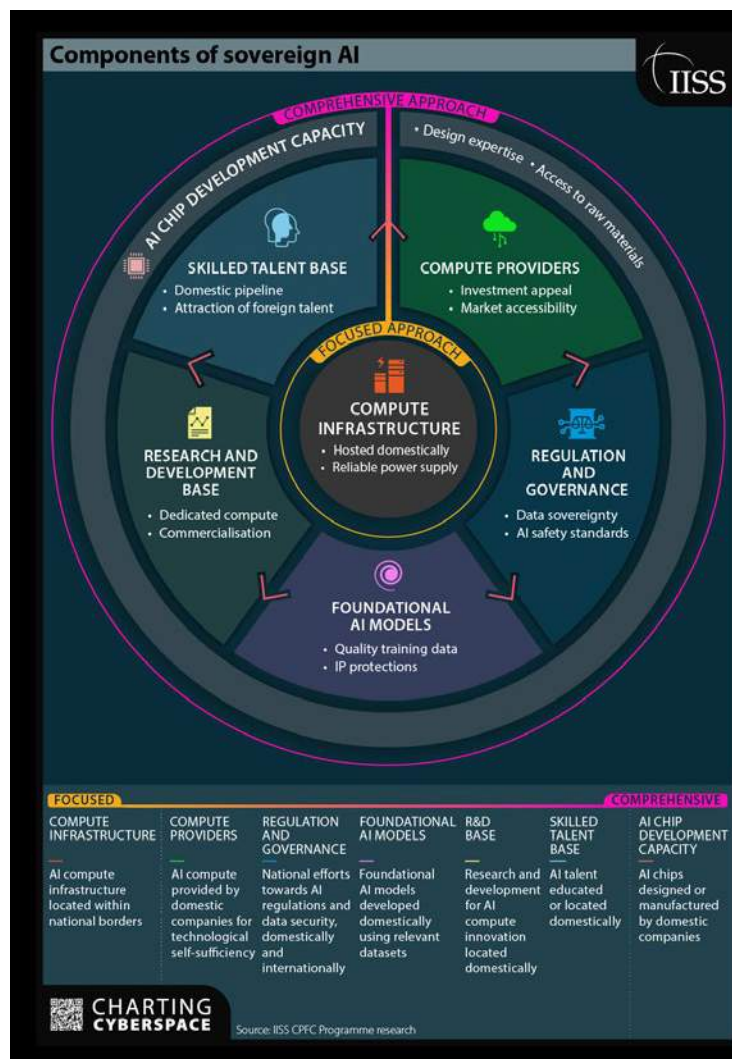 Components of sovereign AI
IISS
COMPREHENSIVE APPROACH
AI CHIP DEVELOPMENT CAPACITY
• Design expertise • Access to raw materials
SKILLED TALENT BASE
• Domestic pipeline
• Attraction of foreign talent
COMPUTE PROVIDERS
• Investment appeal
• Market accessibility
FOCUSED APPROACH
COMPUTE
INFRASTRUCTURE
• Hosted domestically
• Reliable power supply
RESEARCH AND
DEVELOPMENT
BASE
• Dedicated compute
• Commercialisation
REGULATION
AND
GOVERNANCE
• Data sovereignty
• AI safety standards
FOUNDATIONAL
AI MODELS
• Quality training data
• IP protections
FOCUSED
COMPREHENSIVE
COMPUTE
INFRASTRUCTURE
AI compute
infrastructure
located within
national borders
COMPUTE
PROVIDERS
AI compute
provided by
domestic
companies for
technological
self-sufficiency
REGULATION
AND
GOVERNANCE
National efforts
towards AI
regulations and
data security,
domestically
and
internationally
FOUNDATIONAL
AI MODELS
Foundational
AI models
developed
domestically
using relevant
datasets
R&D
BASE
Research and
development
for AI
compute
innovation
located
domestically
SKILLED
TALENT
BASE
AI talent
educated
or located
domestically
AI CHIP
DEVELOPMENT
CAPACITY
AI chips
designed or
manufactured
by domestic
companies
CHARTING
CYBERSPACE
Source: IISS CPFC Programme research